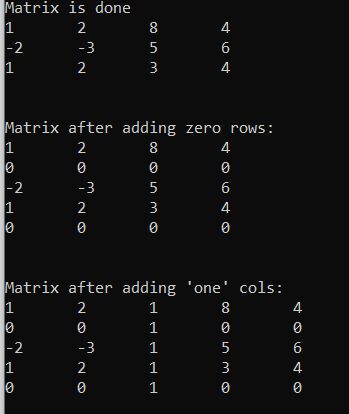 Matrix is done
1 2 8 4
-2 -3 5 6
1 2 3 4
Matrix after adding zero rows:
1 2 8 4
0 0 0 0
-2 -3 5 6
1 2 3 4
0 0 0 0
Matrix after adding 'one' cols:
1 2 1 8 4
0 0 1 0 0
-2 -3 1 5 6
1 2 1 3 4
0 0 1 0 0